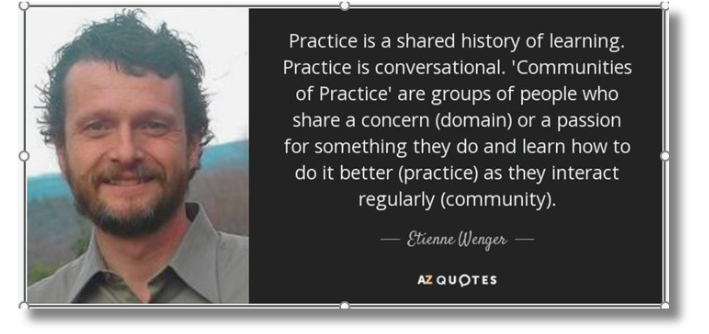 Practice is a shared history of learning.
Practice is conversational. 'Communities
of Practice' are groups of people who
share a concern (domain) or a passion
for something they do and learn how to
do it better (practice) as they interact
regularly (community).
— Etienne Wenger —
AZ QUOTES